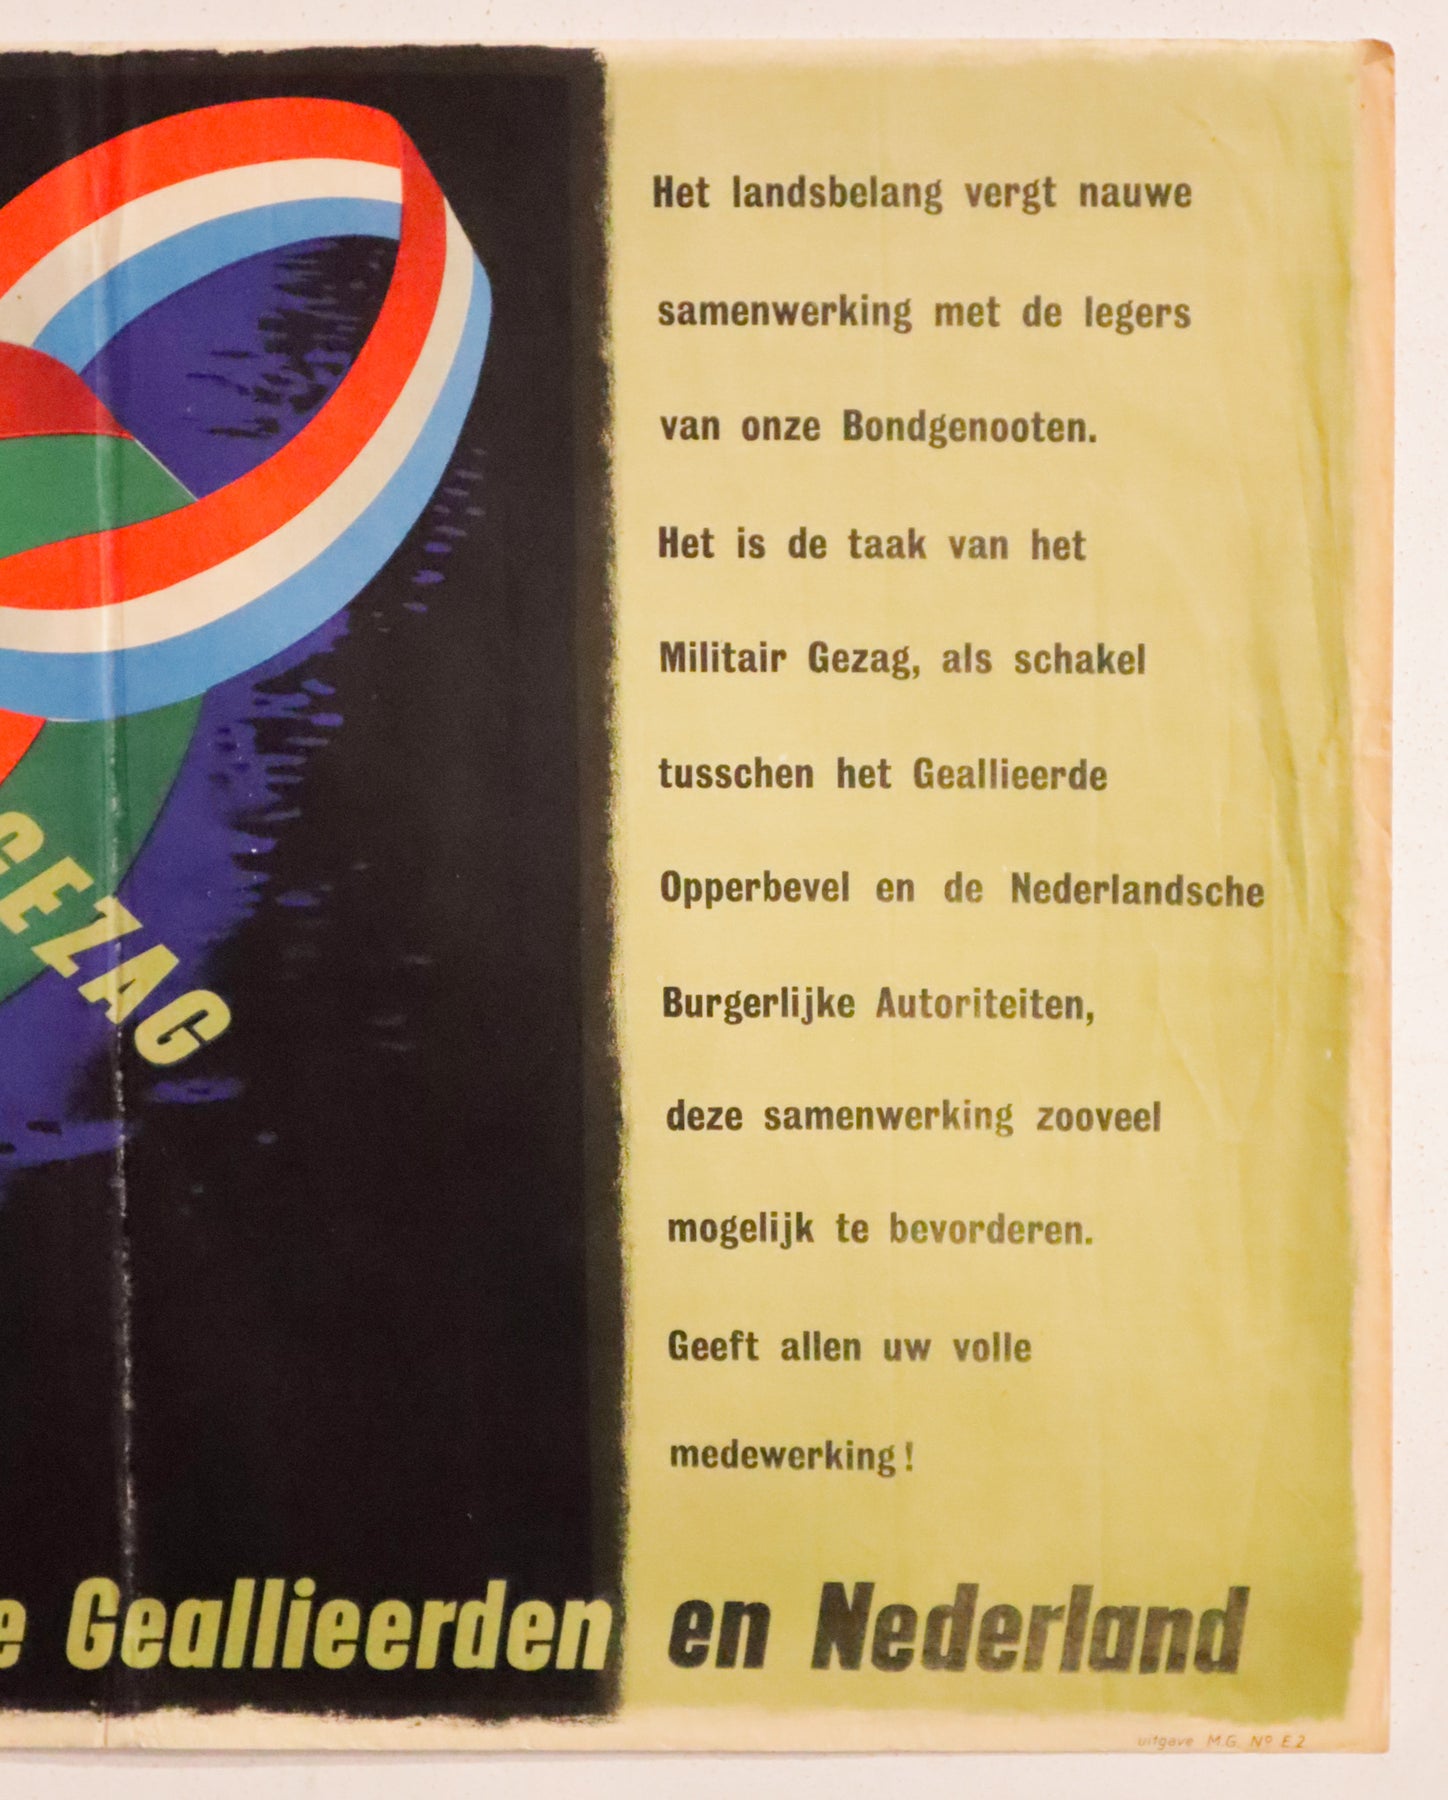 Het landsbelang vergt nauwe
samenwerking met de legers
van onze Bondgenooten.
Het is de taak van het
Militair Gezag, als schakel
tusschen het Geallieerde
Opperbevel en de Nederlandsche
Burgerlijke Autoriteiten,
deze samenwerking zooveel
mogelijk te bevorderen.
Geeft allen uw volle
medewerking!
GEZAG
e Geallieerden en Nederland
uitgave M.G. Nº E.2